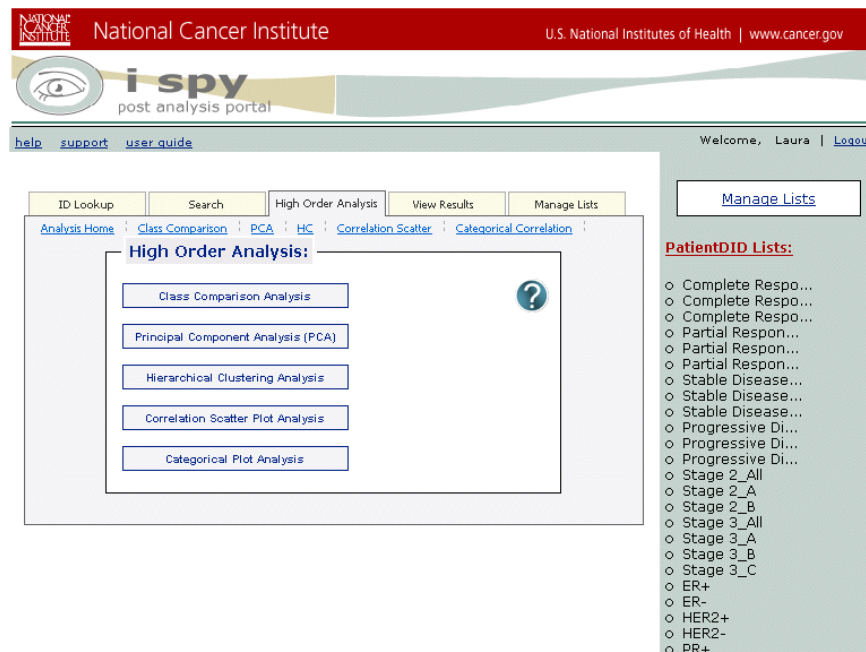 NATIONAL
CANCER
INSTITUTE
National Cancer Institute
U.S. National Institutes of Health | www.cancer.gov
i spy
post analysis portal
help support user guide
Welcome, Laura | Logou
ID Lookup Search High Order Analysis View Results Manage Lists
Analysis Home Class Comparison PCA HC Correlation Scatter Categorical Correlation
High Order Analysis:
Class Comparison Analysis
?
Principal Component Analysis (PCA)
Hierarchical Clustering Analysis
Correlation Scatter Plot Analysis
Categorical Plot Analysis
Manage Lists
PatientDID Lists:
o Complete Respo...
o Complete Respo...
o Complete Respo...
o Partial Respon...
o Partial Respon...
o Partial Respon...
o Stable Disease...
o Stable Disease...
o Stable Disease...
o Progressive Di...
o Progressive Di...
o Progressive Di...
o Stage 2_All
o Stage 2_A
o Stage 2_B
o Stage 3_All
o Stage 3_A
o Stage 3_B
o Stage 3_C
o ER+
o ER-
o HER2+
o HER2-
o PR+